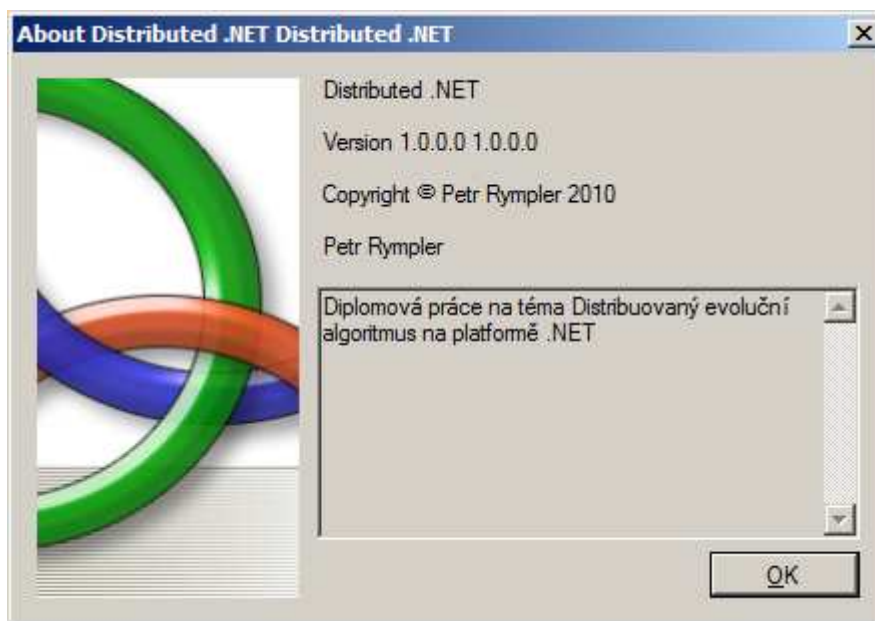 About Distributed .NET Distributed .NET
Distributed .NET
Version 1.0.0.0 1.0.0.0
Copyright © Petr Rympler 2010
Petr Rympler
Diplomová práce na téma Distribuovaný evoluční
algoritmus na platformě .NET
OK